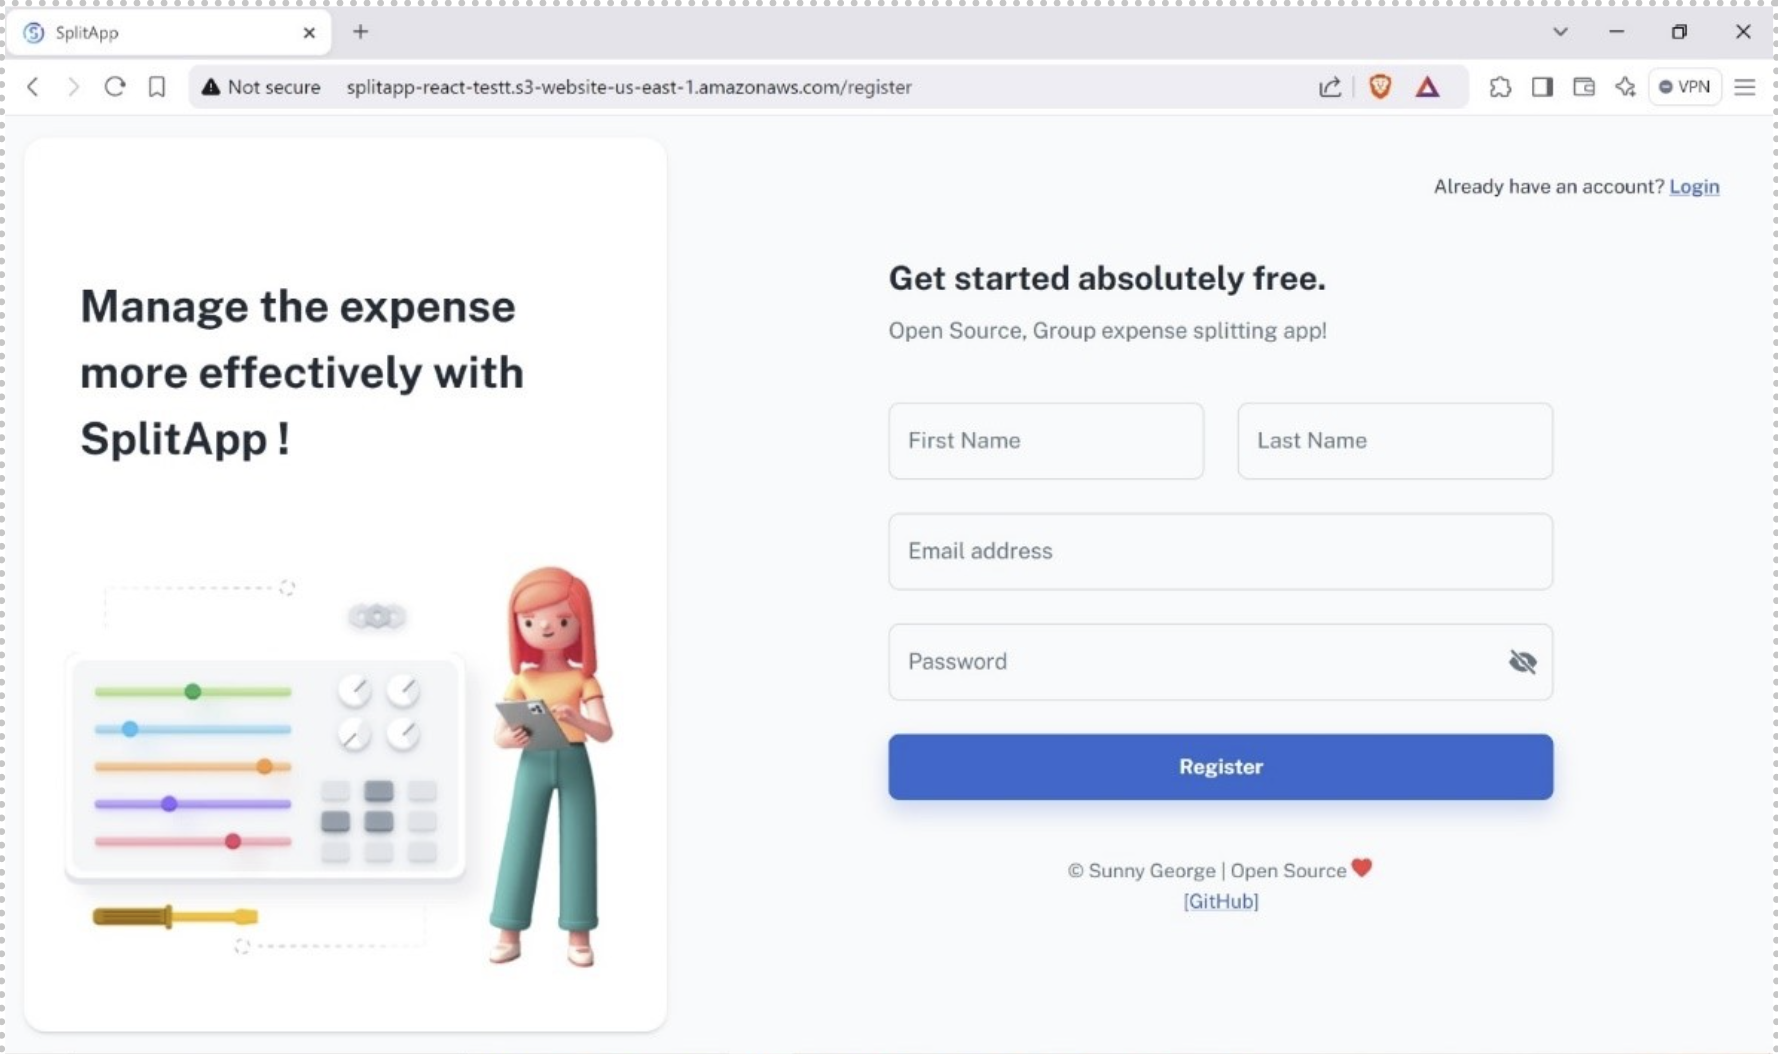 SplitApp
Not secure
splitapp-react-testt.s3-website-us-east-1.amazonaws.com/register
VPN
Already have an account? Login
Manage the expense
more effectively with
SplitApp !
Get started absolutely free.
Open Source, Group expense splitting app!
First Name
Last Name
Email address
Password
Register
© Sunny George | Open Source ❤️
[GitHub]